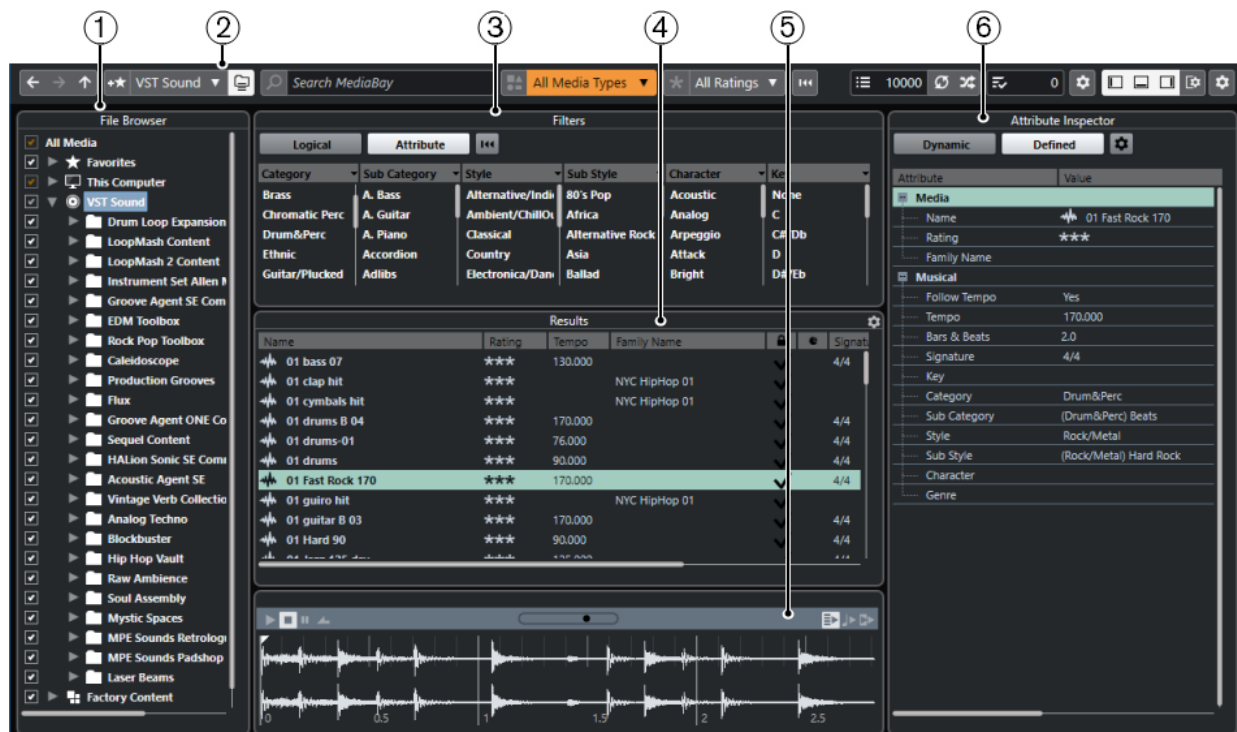 1 2 3 4 5 6
VST Sound Search MediaBay All Media Types All Ratings 10000 0
File Browser
All Media
Favorites
This Computer
VST Sound
Drum Loop Expansion
LoopMash Content
LoopMash 2 Content
Instrument Set Allen
Groove Agent SE Com
EDM Toolbox
Rock Pop Toolbox
Caleidoscope
Production Grooves
Flux
Groove Agent ONE Co
Sequel Content
HALion Sonic SE
Acoustic Agent SE
Vintage Verb Collectio
Analog Techno
Blockbuster
Hip Hop Vault
Raw Ambience
Soul Assembly
Mystic Spaces
MPE Sounds
MPE Sounds Padshop
Laser Beams
Factory Content
Filters
Logical Attribute
Category Sub Category Style Sub Style Character
Brass A. Bass Alternative/Indi 80's Pop Acoustic None
Chromatic Perc A. Guitar Africa Analog C
Drum&Perc A. Piano Classical Alternative Rock Arpeggio C#/Db
Ethnic Accordion Country Asia Attack D
Guitar/Plucked Adlibs Electronica/Dan Ballad Bright D#/Eb
Results
Name Rating Tempo Family Name Signat
01 bass 07 *** 130.000 4/4
01 clap hit *** NYC HipHop 01
01 cymbals hit *** NYC HipHop 01
01 drums B 04 *** 170.000 4/4
01 drums-01 *** 76.000 4/4
01 drums *** 90.000 4/4
01 Fast Rock 170 *** 170.000 4/4
01 guiro hit *** NYC HipHop 01
01 guitar B 03 *** 170.000 4/4
01 Hard 90 *** 90.000 4/4
0 0.5 1 1.5 2 2.5
Attribute Inspector
Dynamic Defined
Attribute Value
Media
Name 01 Fast Rock 170
Rating ***
Family Name
Musical
Follow Tempo Yes
Tempo 170.000
Bars & Beats 2.0
Signature 4/4
Key
Category Drum&Perc
Sub Category (Drum&Perc) Beats
Style Rock/Metal
Sub Style (Rock/Metal) Hard Rock
Character
Genre